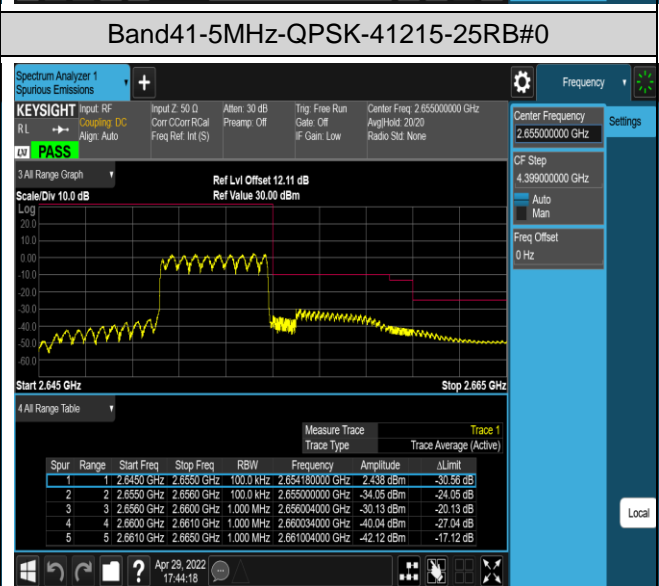 Band41-5MHz-QPSK-41215-25RB#0
Spectrum Analyzer 1
Spurious Emissions
Frequency
KEYSIGHT
RL
PASS
Input: RF
Coupling: DC
Align: Auto
Input Z: 50 Ω
Corr CCorr RCal
Freq Ref: Int (S)
Atten: 30 dB
Preamp: Off
Trig: Free Run
Gate: Off
IF Gain: Low
Center Freq: 2.655000000 GHz
Avg|Hold: 20/20
Radio Std: None
Center Frequency
2.655000000 GHz
Settings
CF Step
4.399000000 GHz
Auto
Man
Freq Offset
0 Hz
3 All Range Graph
Scale/Div 10.0 dB
Ref Lvl Offset 12.11 dB
Ref Value 30.00 dBm
Log
20.0
10.0
0.00
-10.0
-20.0
-30.0
-40.0
-50.0
-60.0
Start 2.645 GHz
Stop 2.665 GHz
4 All Range Table
Measure Trace Trace 1
Trace Type Trace Average (Active)
Spur Range Start Freq Stop Freq RBW Frequency Amplitude ΔLimit
1 1 2.6450 GHz 2.6550 GHz 100.0 kHz 2.654180000 GHz 2.438 dBm -30.56 dB
2 2 2.6550 GHz 2.6560 GHz 100.0 kHz 2.655000000 GHz -34.05 dBm -24.05 dB
3 3 2.6560 GHz 2.6600 GHz 1.000 MHz 2.656004000 GHz -30.13 dBm -20.13 dB
4 4 2.6600 GHz 2.6610 GHz 1.000 MHz 2.660034000 GHz -40.04 dBm -27.04 dB
5 5 2.6610 GHz 2.6650 GHz 1.000 MHz 2.661004000 GHz -42.12 dBm -17.12 dB
Local
?
Apr 29, 2022
17:44:18